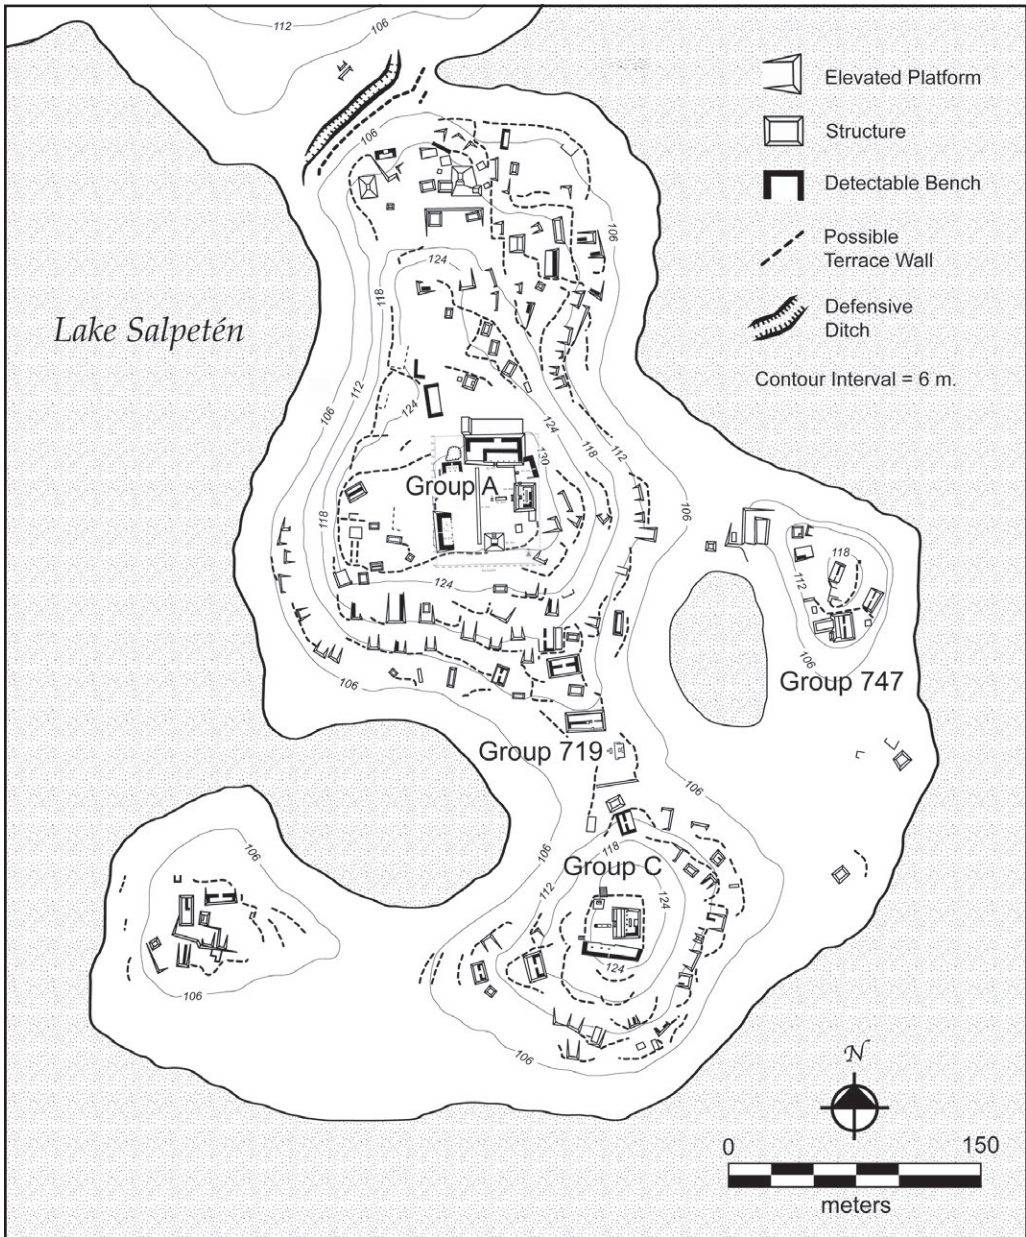 112
106
Elevated Platform
Structure
Detectable Bench
Possible
Terrace Wall
Defensive
Ditch
Contour Interval = 6 m.
Lake Salpetén
106
106
124
118
112
106
124
124
118
112
130
Group A
118
106
124
118
112
106
106
Group 747
Group 719
106
106
118
Group C
112
124
124
106
106
106
N
0
150
meters